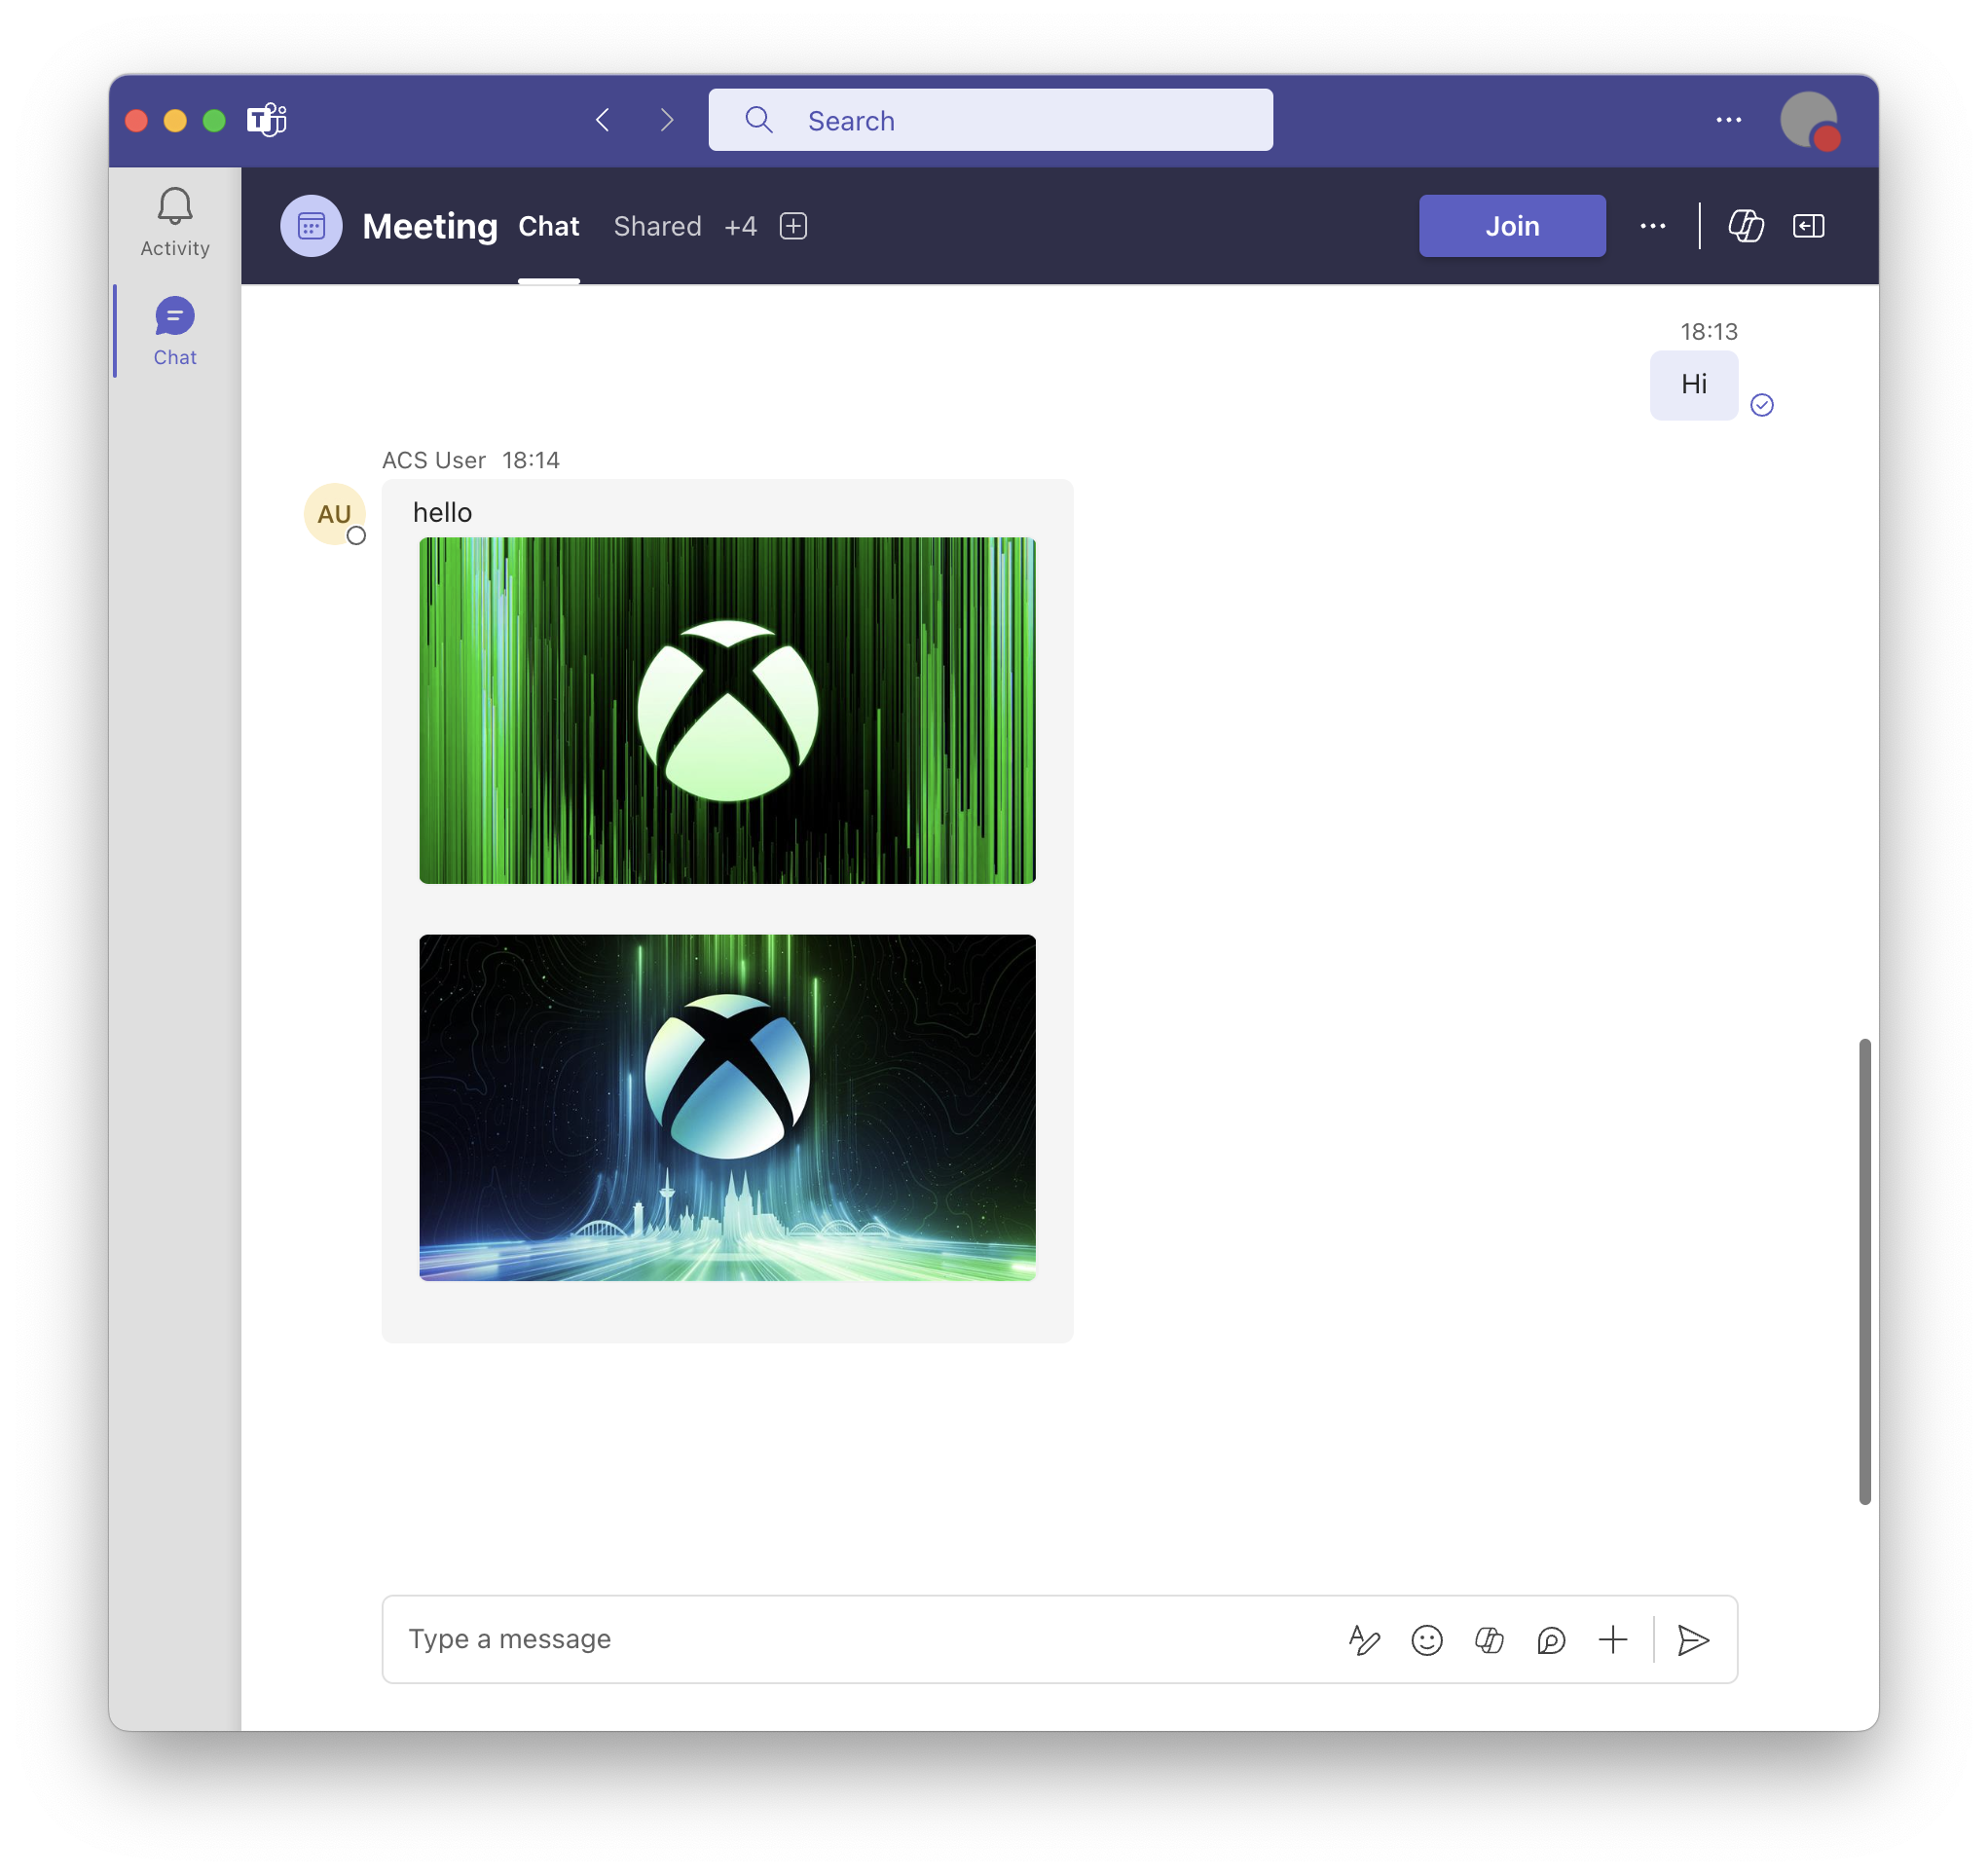 Search
Activity
Chat
Meeting Chat Shared +4 Join
18:13
Hi
ACS User 18:14
AU
hello
Type a message